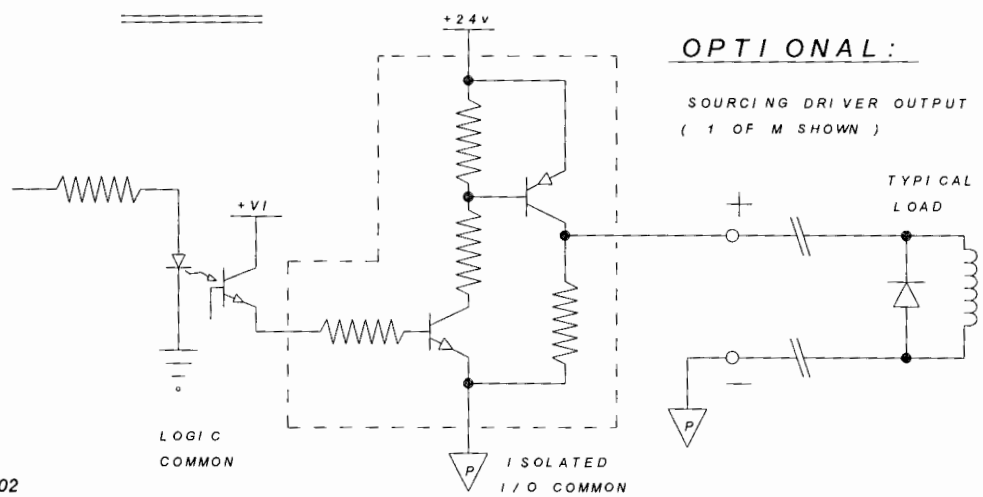 +24v
OPTIONAL:
SOURCING DRIVER OUTPUT
( 1 OF M SHOWN )
TYPICAL
LOAD
+VI
+
−
LOGIC
COMMON
P
ISOLATED
I/O COMMON
P
02